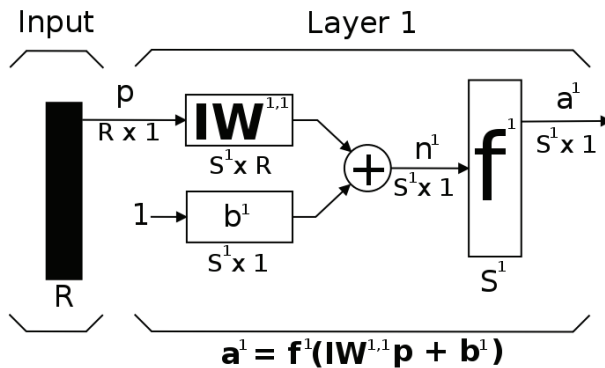 Input
Layer 1
p
R x 1
IW¹,¹
S¹x R
1
b¹
S¹x 1
+
n¹
S¹x 1
f¹
S¹
a¹
S¹x 1
R
a¹ = f¹(IW¹,¹p + b¹)